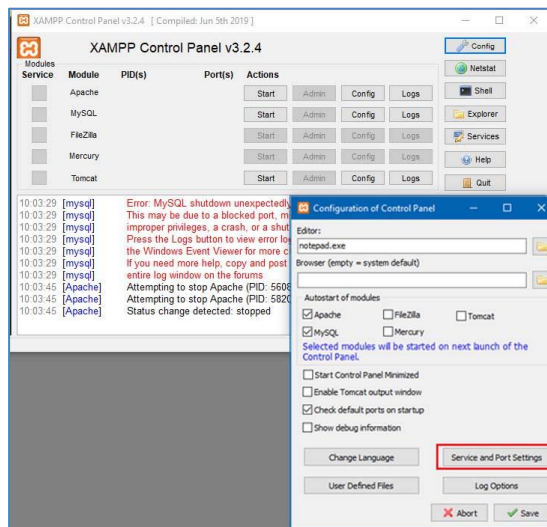 XAMPP Control Panel v3.2.4 [ Compiled: Jun 5th 2019 ]
XAMPP Control Panel v3.2.4
Config
Modules
Service Module PID(s) Port(s) Actions
Netstat
Apache Start Admin Config Logs
Shell
MySQL Start Admin Config Logs
Explorer
FileZilla Start Admin Config Logs
Services
Mercury Start Admin Config Logs
Help
Tomcat Start Admin Config Logs
Quit
10:03:29 [mysql] Error: MySQL shutdown unexpectedly
10:03:29 [mysql] This may be due to a blocked port, m
10:03:29 [mysql] improper privileges, a crash, or a shut
10:03:29 [mysql] Press the Logs button to view error lo
10:03:29 [mysql] the Windows Event Viewer for more c
10:03:29 [mysql] If you need more help, copy and post
10:03:29 [mysql] entire log window on the forums
10:03:45 [Apache] Attempting to stop Apache (PID: 5608
10:03:45 [Apache] Attempting to stop Apache (PID: 5820
10:03:45 [Apache] Status change detected: stopped
Configuration of Control Panel
Editor:
notepad.exe
Browser (empty = system default)
Autostart of modules
Apache FileZilla Tomcat
MySQL Mercury
Selected modules will be started on next launch of the
Control Panel.
Start Control Panel Minimized
Enable Tomcat output window
Check default ports on startup
Show debug information
Change Language Service and Port Settings
User Defined Files Log Options
Abort Save